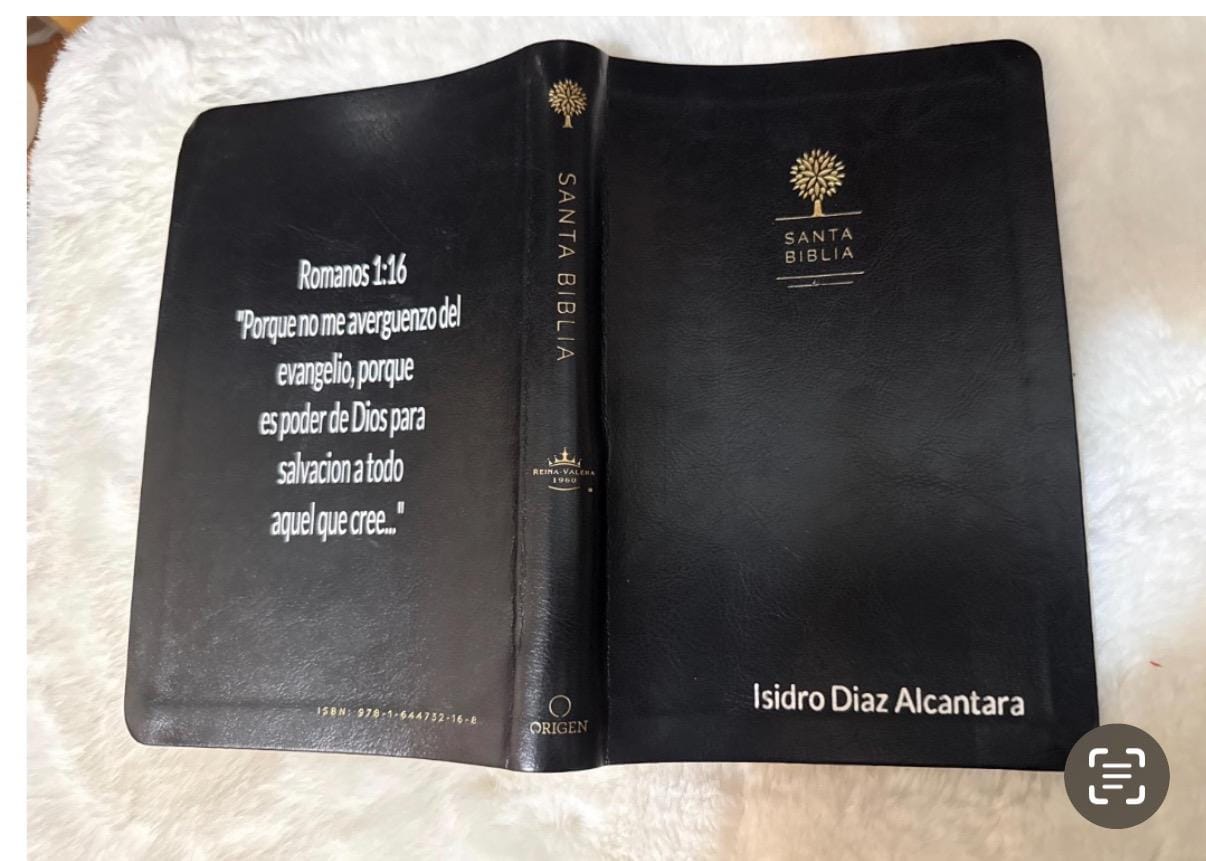 Romanos 1:16
"Porque no me averguenzo del
evangelio, porque
es poder de Dios para
salvacion a todo
aquel que cree..."
ISBN: 978-1-644732-16-8
SANTA BIBLIA
REINA-VALERA
1960
ORIGEN
SANTA
BIBLIA
Isidro Diaz Alcantara